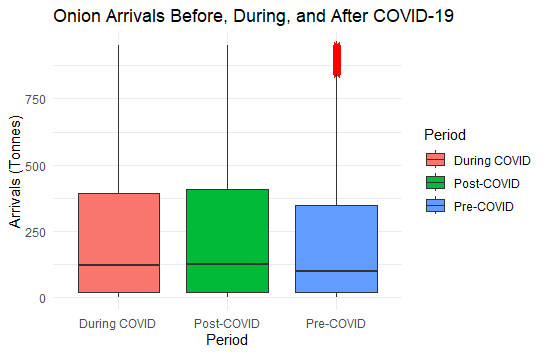 Onion Arrivals Before, During, and After COVID-19
Arrivals (Tonnes)
750
500
250
0
During COVID
Post-COVID
Pre-COVID
Period
Period
During COVID
Post-COVID
Pre-COVID